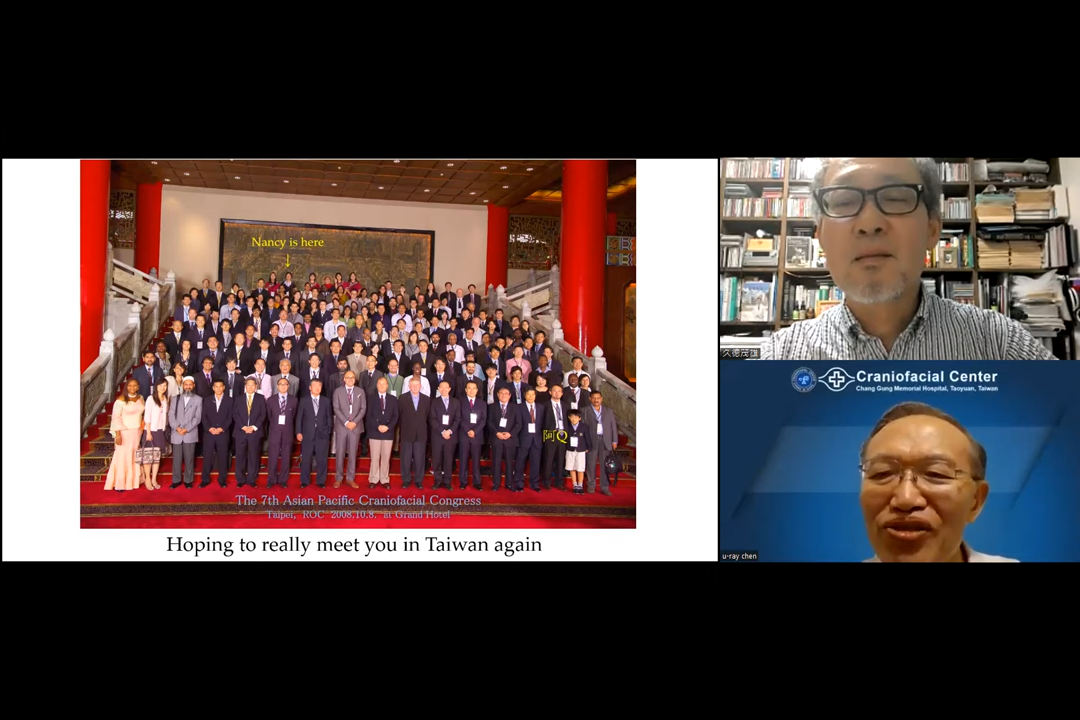 Nancy is here
阿Q
The 7th Asian Pacific Craniofacial Congress
Taipei, ROC 2008.10.8. at Grand Hotel
Hoping to really meet you in Taiwan again
久徳茂雄
Craniofacial Center
Chang Gung Memorial Hospital, Taoyuan, Taiwan
u-ray chen